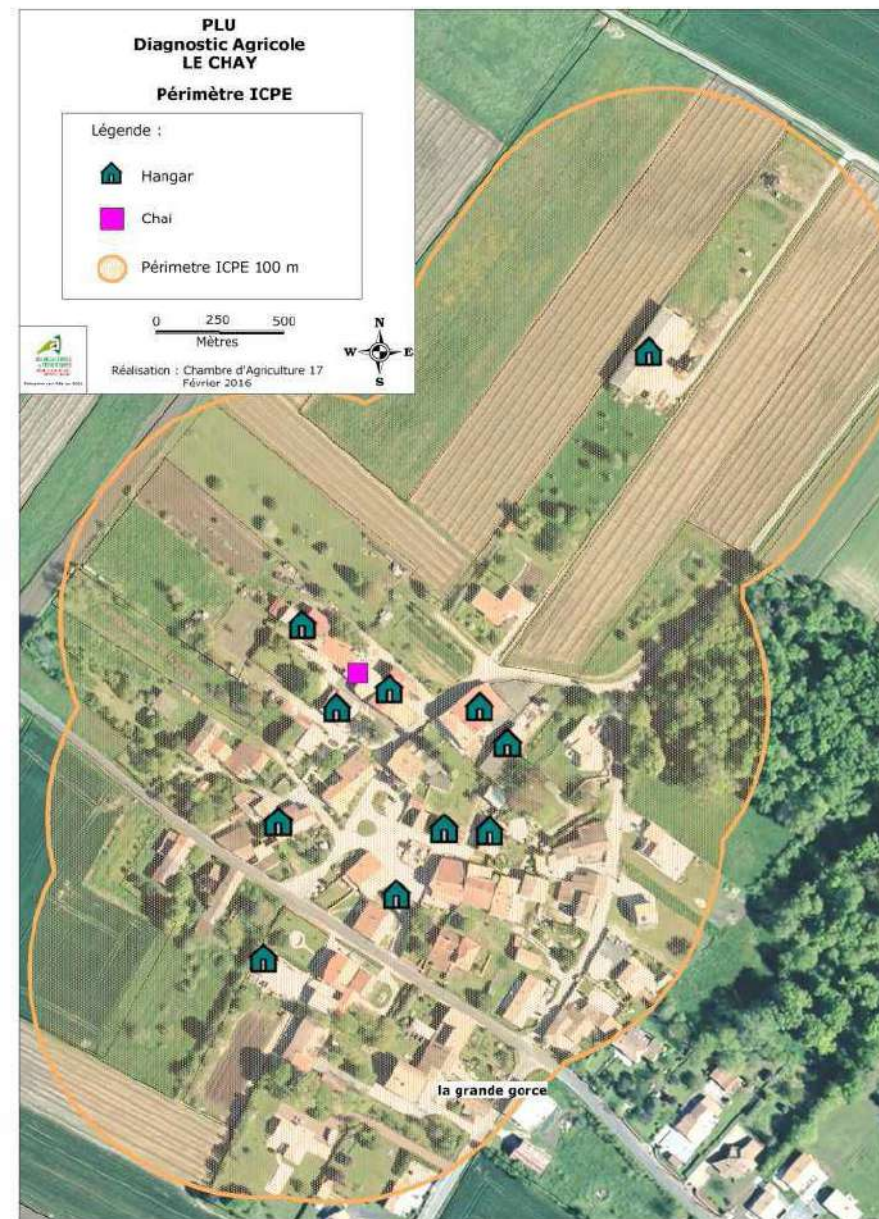 PLU
Diagnostic Agricole
LE CHAY
Périmètre ICPE
Légende :
Hangar
Chai
Périmetre ICPE 100 m
0 250 500
Mètres
N
W E
S
Réalisation : Chambre d'Agriculture 17
Février 2016
la grande gorce